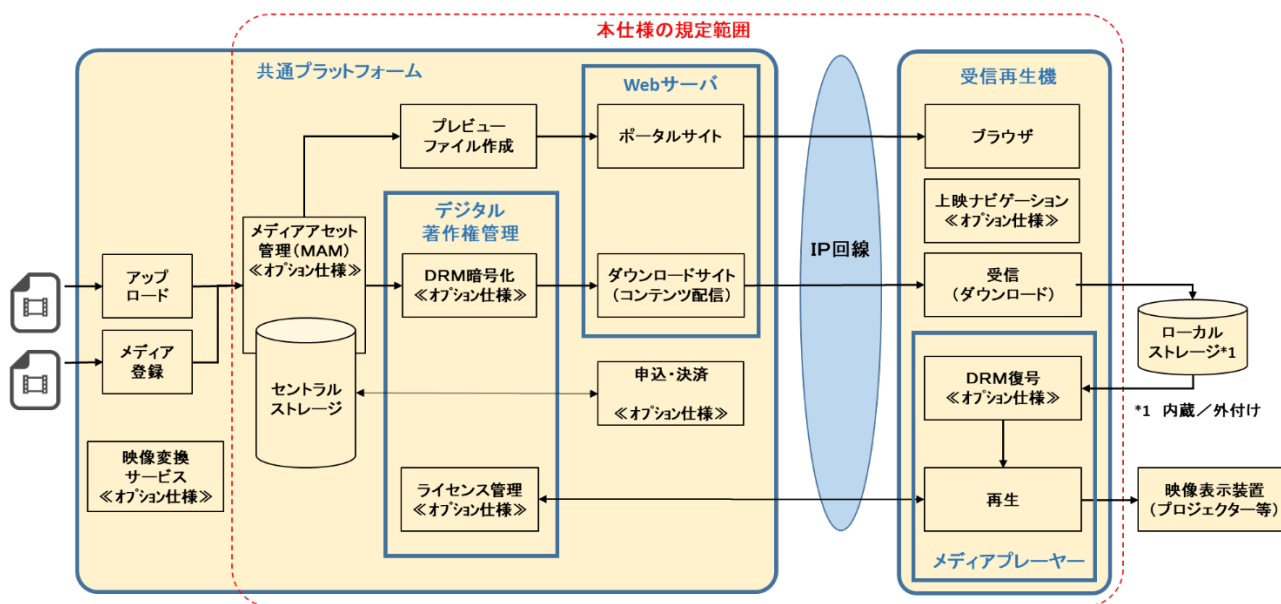 本仕様の規定範囲
共通プラットフォーム
Webサーバ
受信再生機
プレビュー
ファイル作成
ポータルサイト
ブラウザ
デジタル
著作権管理
上映ナビゲーション
≪オプション仕様≫
メディアアセット
管理(MAM)
≪オプション仕様≫
IP回線
アップ
ロード
DRM暗号化
≪オプション仕様≫
ダウンロードサイト
(コンテンツ配信)
受信
(ダウンロード)
メディア
登録
ローカル
ストレージ*1
セントラル
ストレージ
申込・決済
≪オプション仕様≫
DRM復号
≪オプション仕様≫
*1 内蔵/外付け
映像変換
サービス
≪オプション仕様≫
ライセンス管理
≪オプション仕様≫
再生
映像表示装置
(プロジェクター等)
メディアプレーヤー